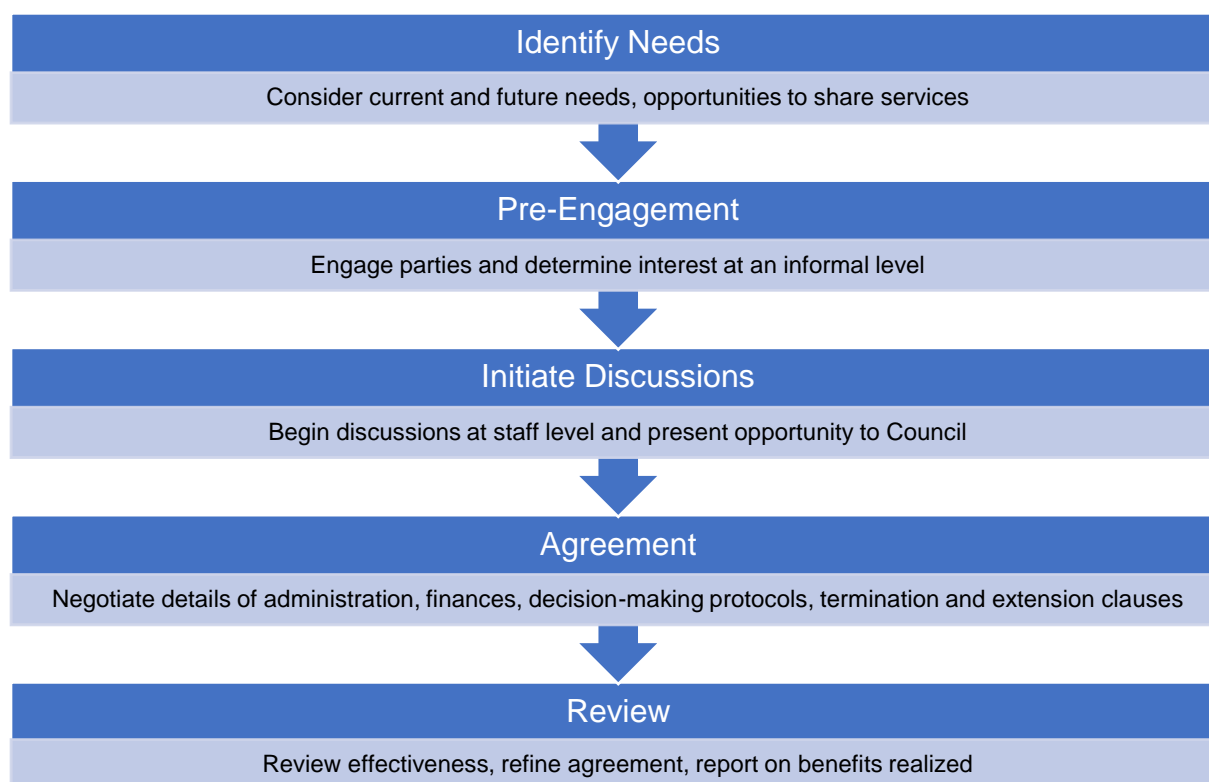 Identify Needs
Consider current and future needs, opportunities to share services
Pre-Engagement
Engage parties and determine interest at an informal level
Initiate Discussions
Begin discussions at staff level and present opportunity to Council
Agreement
Negotiate details of administration, finances, decision-making protocols, termination and extension clauses
Review
Review effectiveness, refine agreement, report on benefits realized